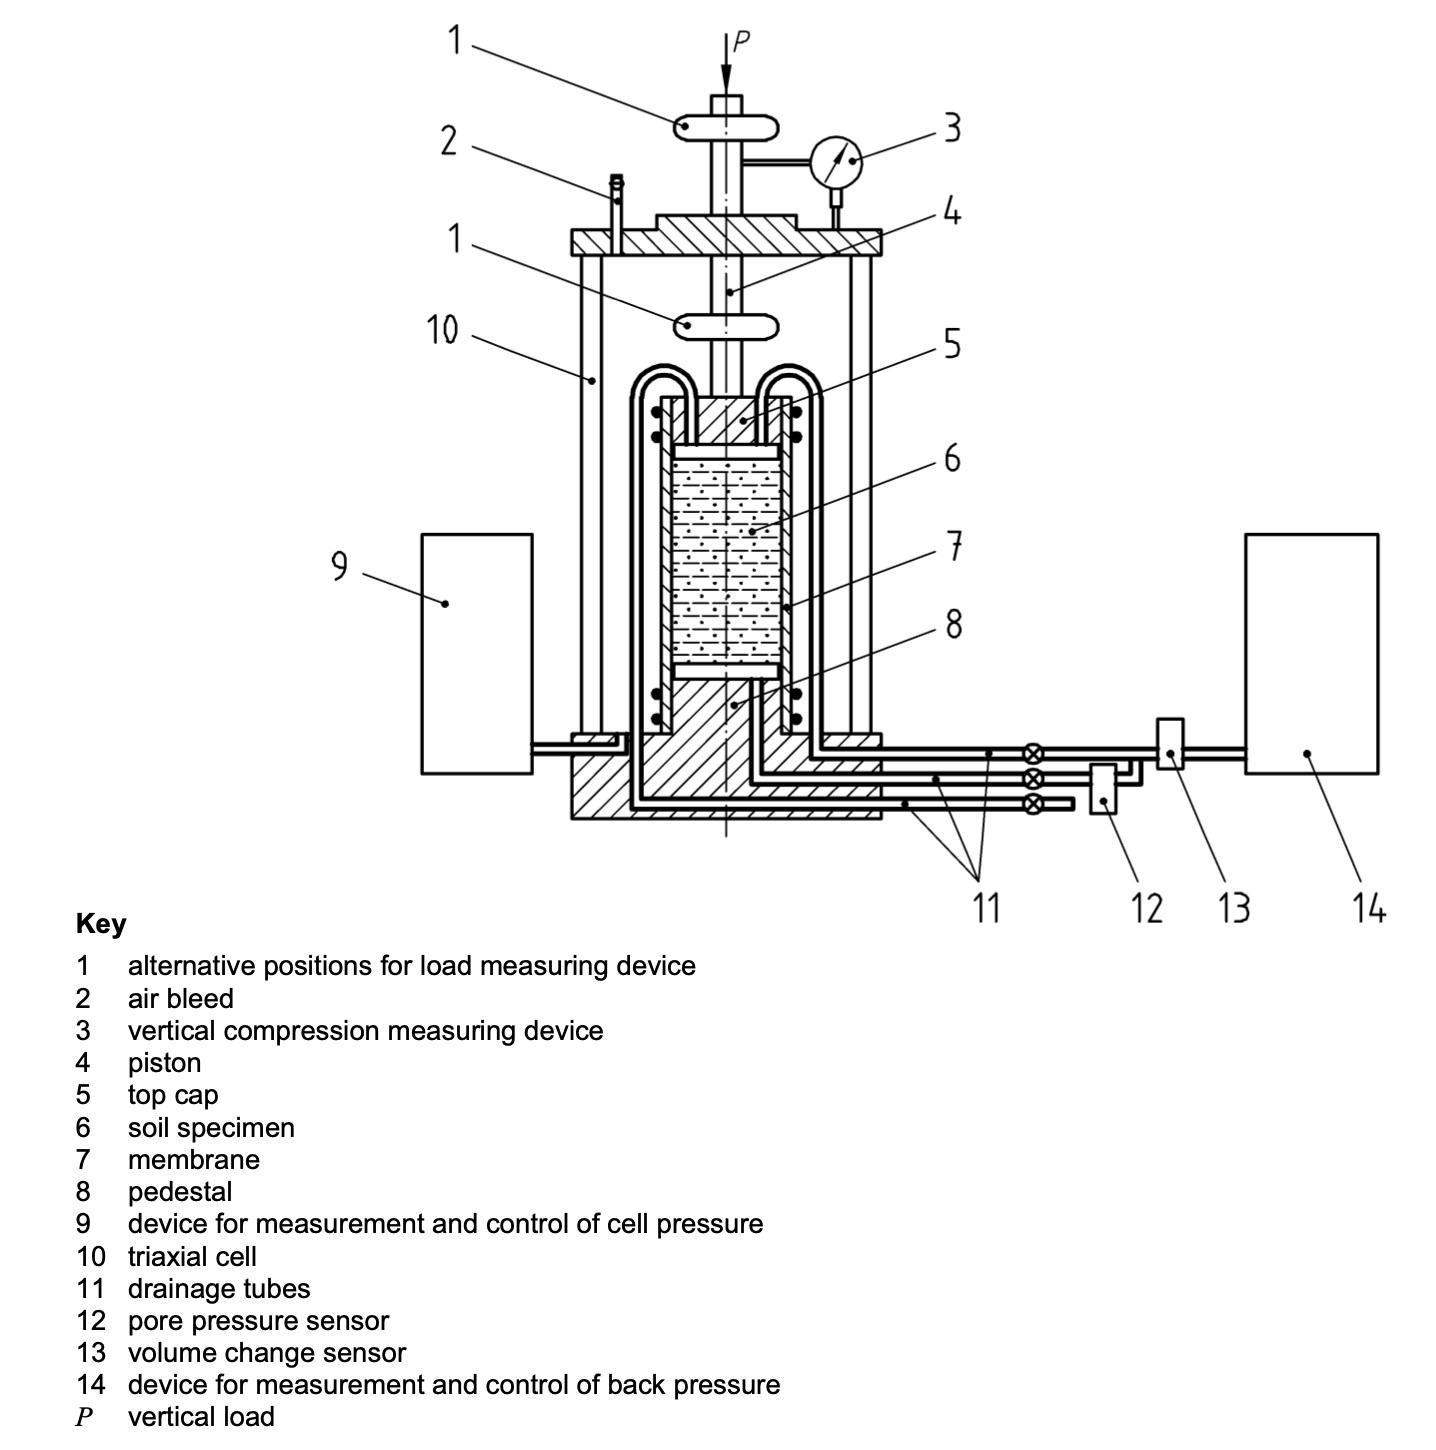 1
P
2
3
1
4
10
5
6
9
7
8
11
12
13
14
Key
1 alternative positions for load measuring device
2 air bleed
3 vertical compression measuring device
4 piston
5 top cap
6 soil specimen
7 membrane
8 pedestal
9 device for measurement and control of cell pressure
10 triaxial cell
11 drainage tubes
12 pore pressure sensor
13 volume change sensor
14 device for measurement and control of back pressure
P vertical load